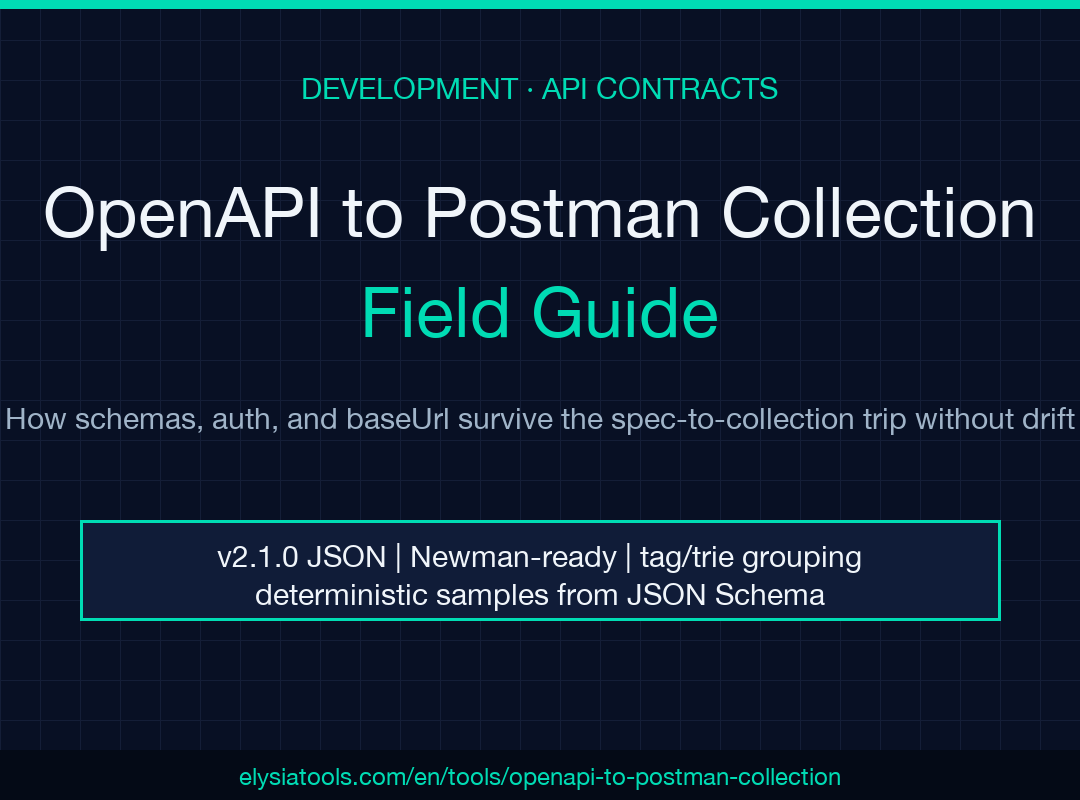 DEVELOPMENT · API CONTRACTS
OpenAPI to Postman Collection
Field Guide
How schemas, auth, and baseUrl survive the spec-to-collection trip without drift
v2.1.0 JSON | Newman-ready | tag/trie grouping
deterministic samples from JSON Schema
elysiatools.com/en/tools/openapi-to-postman-collection